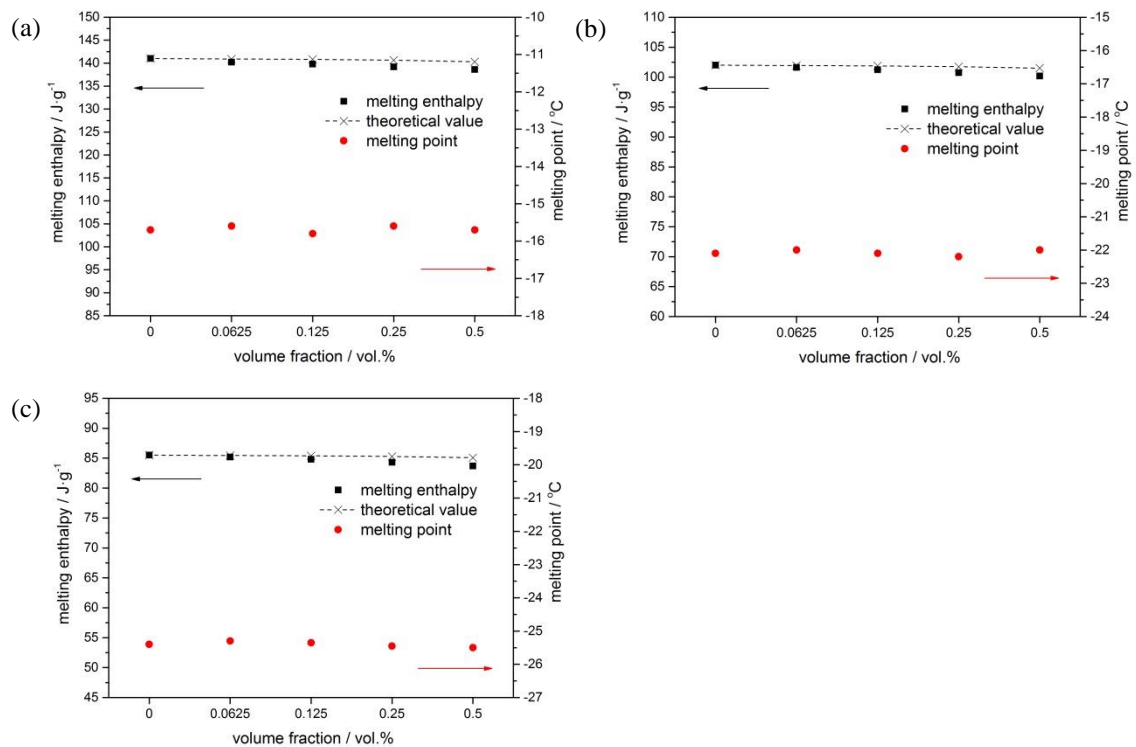 (a)
150
145
140
135
130
125
120
115
110
105
100
95
90
85
melting enthalpy / J·g⁻¹
melting enthalpy
theoretical value
melting point
-10
-11
-12
-13
-14
-15
-16
-17
-18
melting point / °C
0 0.0625 0.125 0.25 0.5
volume fraction / vol.%
(b)
110
105
100
95
90
85
80
75
70
65
60
melting enthalpy / J·g⁻¹
melting enthalpy
theoretical value
melting point
-15
-16
-17
-18
-19
-20
-21
-22
-23
-24
melting point / °C
0 0.0625 0.125 0.25 0.5
volume fraction / vol.%
(c)
95
90
85
80
75
70
65
60
55
50
45
melting enthalpy / J·g⁻¹
melting enthalpy
theoretical value
melting point
-18
-19
-20
-21
-22
-23
-24
-25
-26
-27
melting point / °C
0 0.0625 0.125 0.25 0.5
volume fraction / vol.%